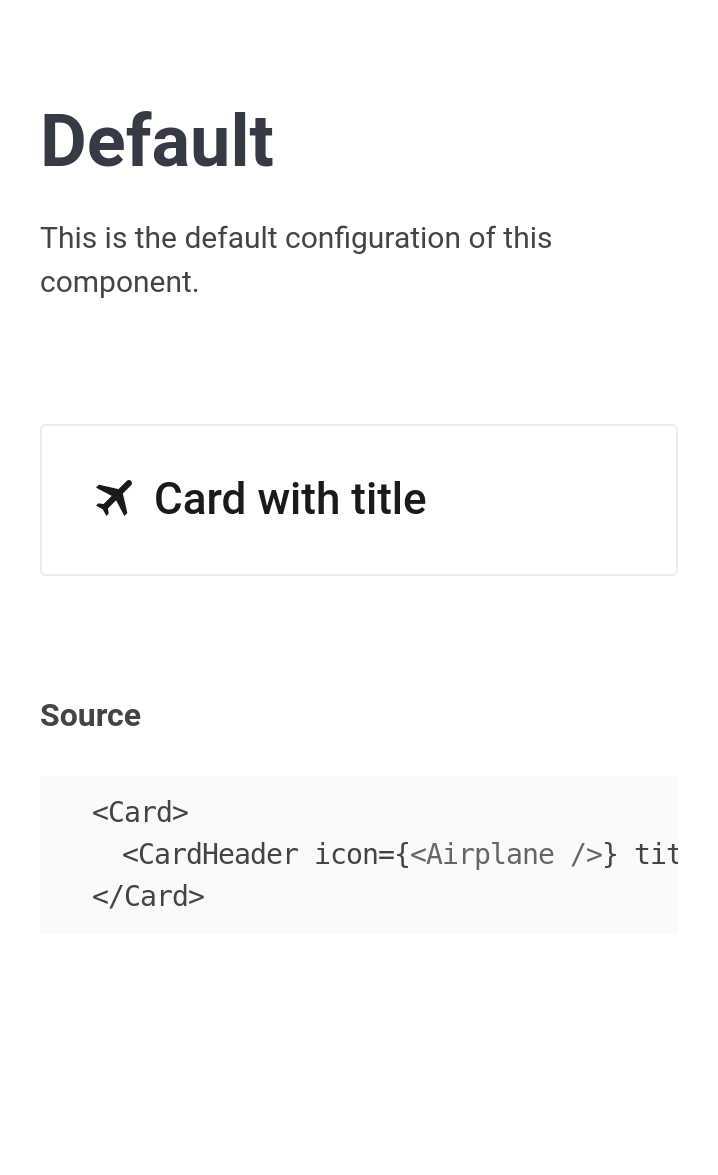 Default
This is the default configuration of this
component.
Card with title
Source
<Card>
  <CardHeader icon={<Airplane />} tit
</Card>